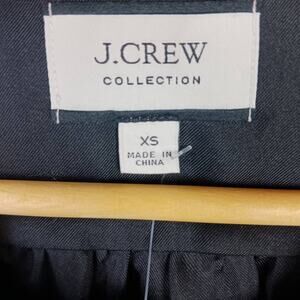 J.CREW
COLLECTION
XS
MADE IN
CHINA